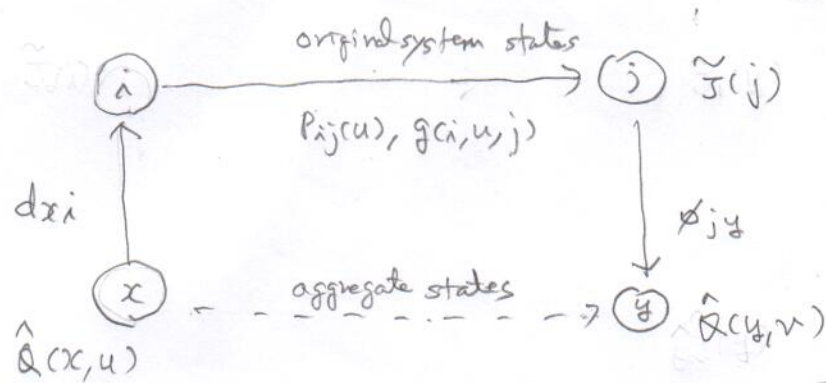 original system states
i
j
J̃(j)
Pij(u), g(i,u,j)
dxi
ϕjy
x
aggregate states
y
Q̂(x,u)
Q̂(y,v)